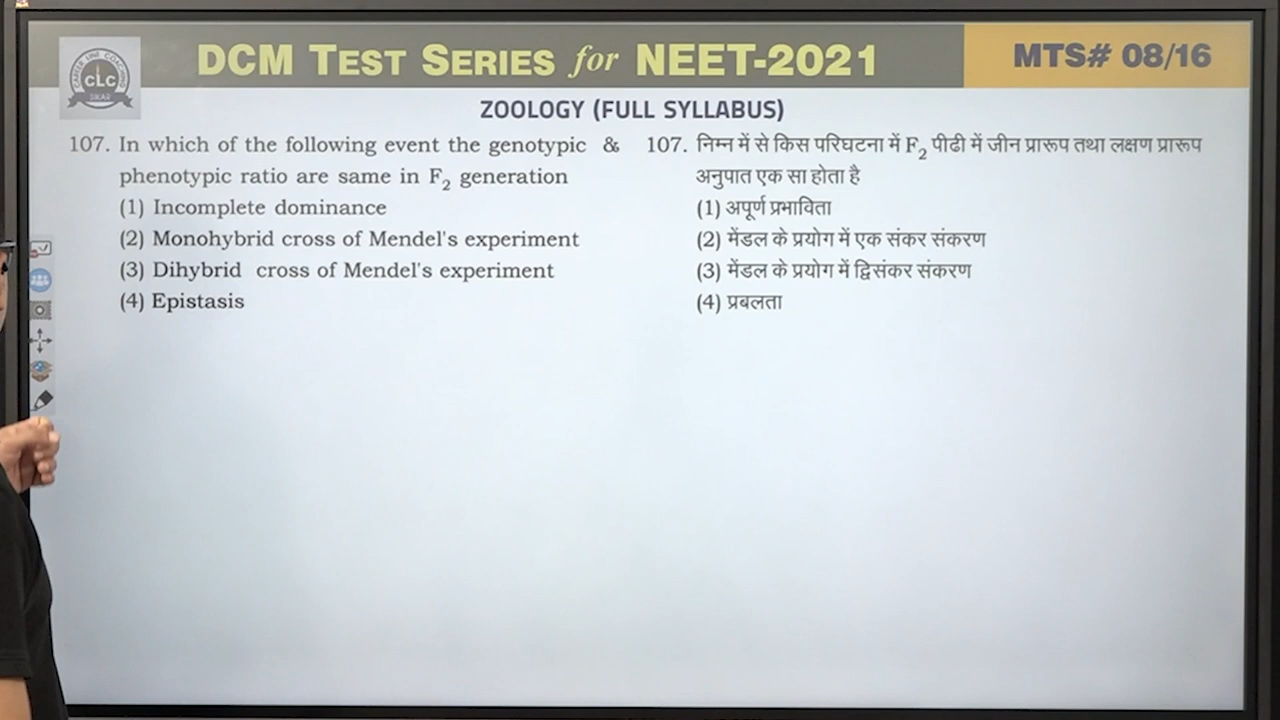 DCM TEST SERIES for NEET-2021
MTS# 08/16
CAREER LINE COACHING
CLC
SIKAR
ZOOLOGY (FULL SYLLABUS)
107. In which of the following event the genotypic &
phenotypic ratio are same in F2 generation
(1) Incomplete dominance
(2) Monohybrid cross of Mendel's experiment
(3) Dihybrid cross of Mendel's experiment
(4) Epistasis
107. निम्न में से किस परिघटना में F2 पीढी में जीन प्रारूप तथा लक्षण प्रारूप
अनुपात एक सा होता है
(1) अपूर्ण प्रभाविता
(2) मेंडल के प्रयोग में एक संकर संकरण
(3) मेंडल के प्रयोग में द्विसंकर संकरण
(4) प्रबलता